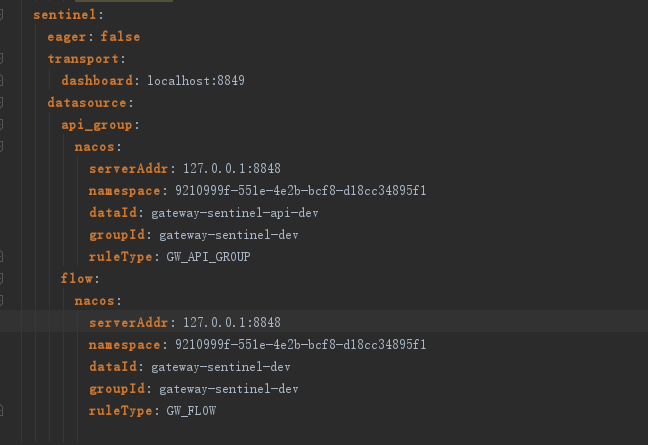 sentinel:
eager: false
transport:
dashboard: localhost:8849
datasource:
api_group:
nacos:
serverAddr: 127.0.0.1:8848
namespace: 9210999f-551e-4e2b-bcf8-d18cc34895f1
dataId: gateway-sentinel-api-dev
groupId: gateway-sentinel-dev
ruleType: GW_API_GROUP
flow:
nacos:
serverAddr: 127.0.0.1:8848
namespace: 9210999f-551e-4e2b-bcf8-d18cc34895f1
dataId: gateway-sentinel-dev
groupId: gateway-sentinel-dev
ruleType: GW_FLOW